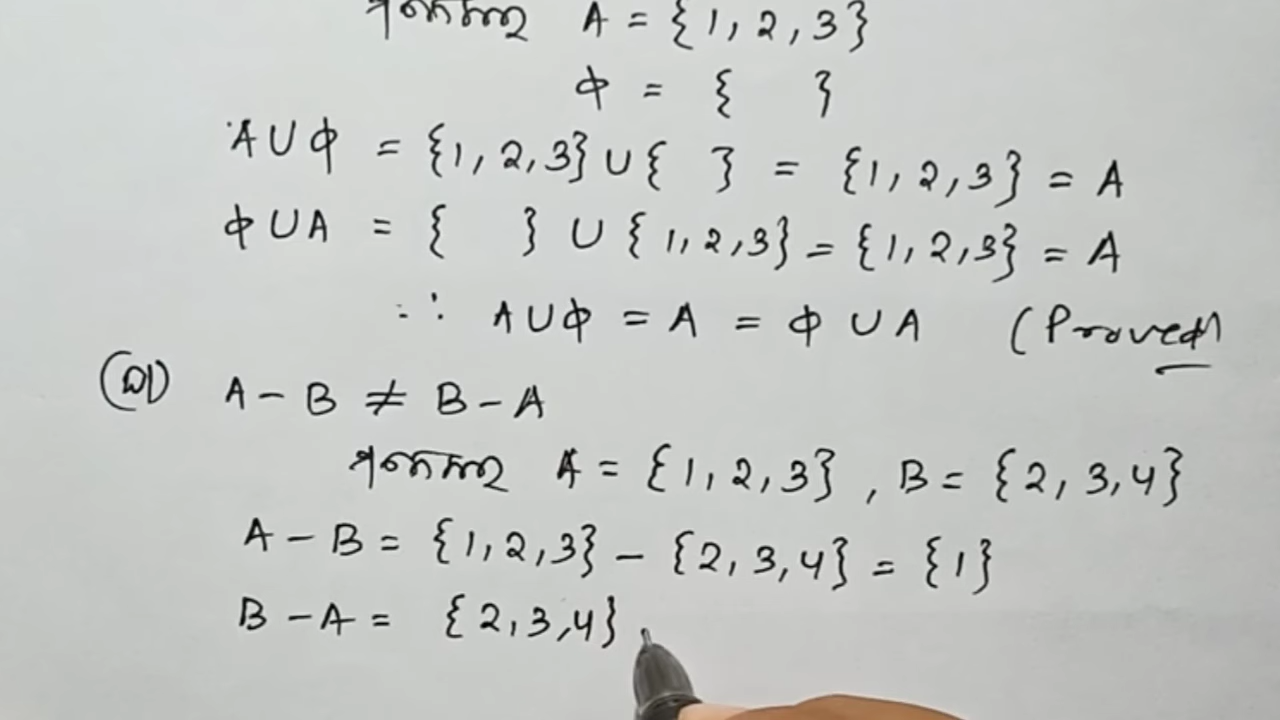 A = {1, 2, 3}
Φ = { }
A∪Φ = {1, 2, 3} ∪ { } = {1, 2, 3} = A
Φ∪A = { } ∪ {1, 2, 3} = {1, 2, 3} = A
∴ A∪Φ = A = Φ∪A (Proved)
A - B ≠ B - A
A = {1, 2, 3}, B = {2, 3, 4}
A - B = {1, 2, 3} - {2, 3, 4} = {1}
B - A = {2, 3, 4}